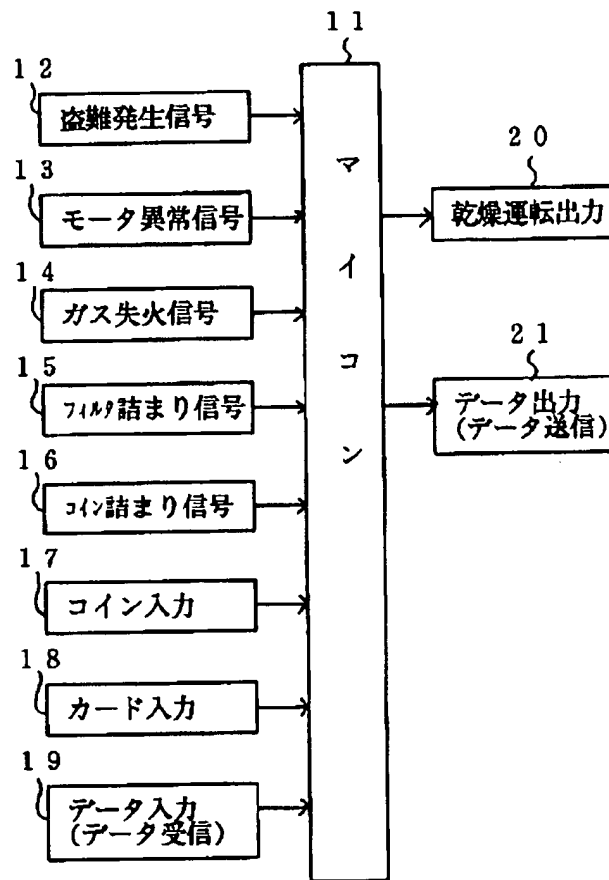 11
12
盗難発生信号
13
モータ異常信号
14
ガス失火信号
15
フィルタ詰まり信号
16
コイン詰まり信号
17
コイン入力
18
カード入力
19
データ入力
(データ受信)
マイコン
20
乾燥運転出力
21
データ出力
(データ送信)